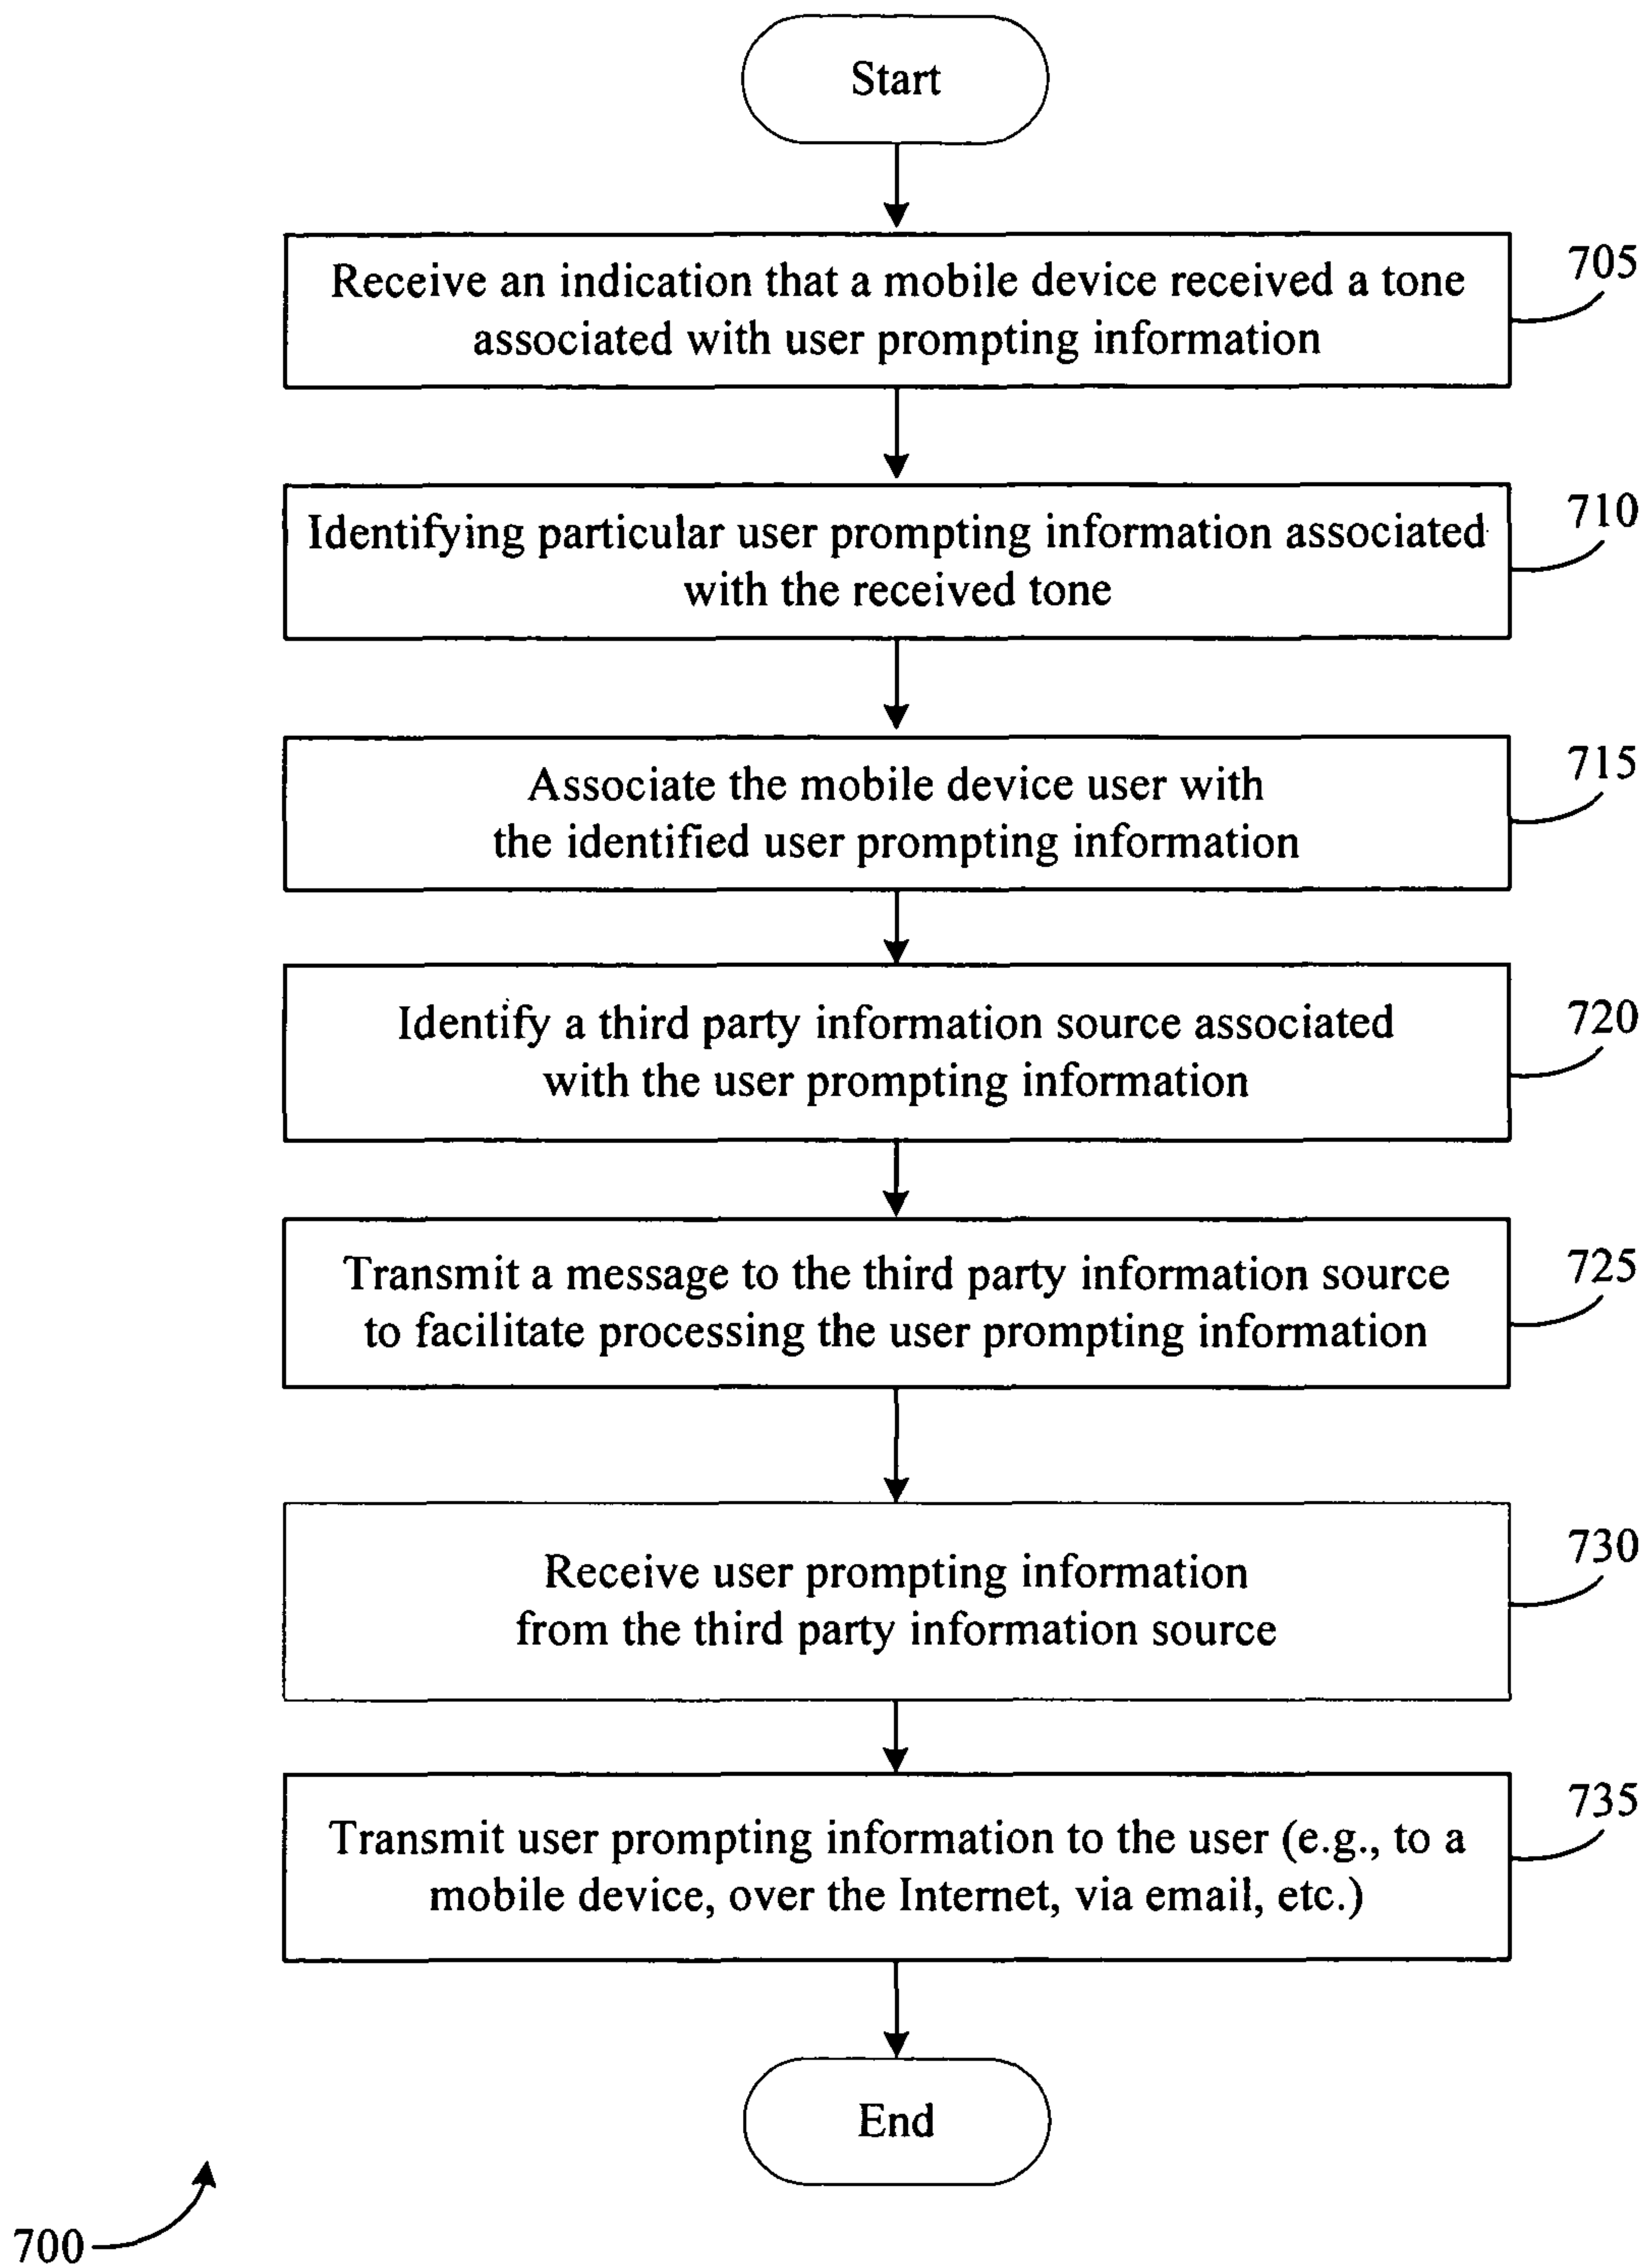 Start
Receive an indication that a mobile device received a tone
associated with user prompting information
705
Identifying particular user prompting information associated
with the received tone
710
Associate the mobile device user with
the identified user prompting information
715
Identify a third party information source associated
with the user prompting information
720
Transmit a message to the third party information source
to facilitate processing the user prompting information
725
Receive user prompting information
from the third party information source
730
Transmit user prompting information to the user (e.g., to a
mobile device, over the Internet, via email, etc.)
735
End
700